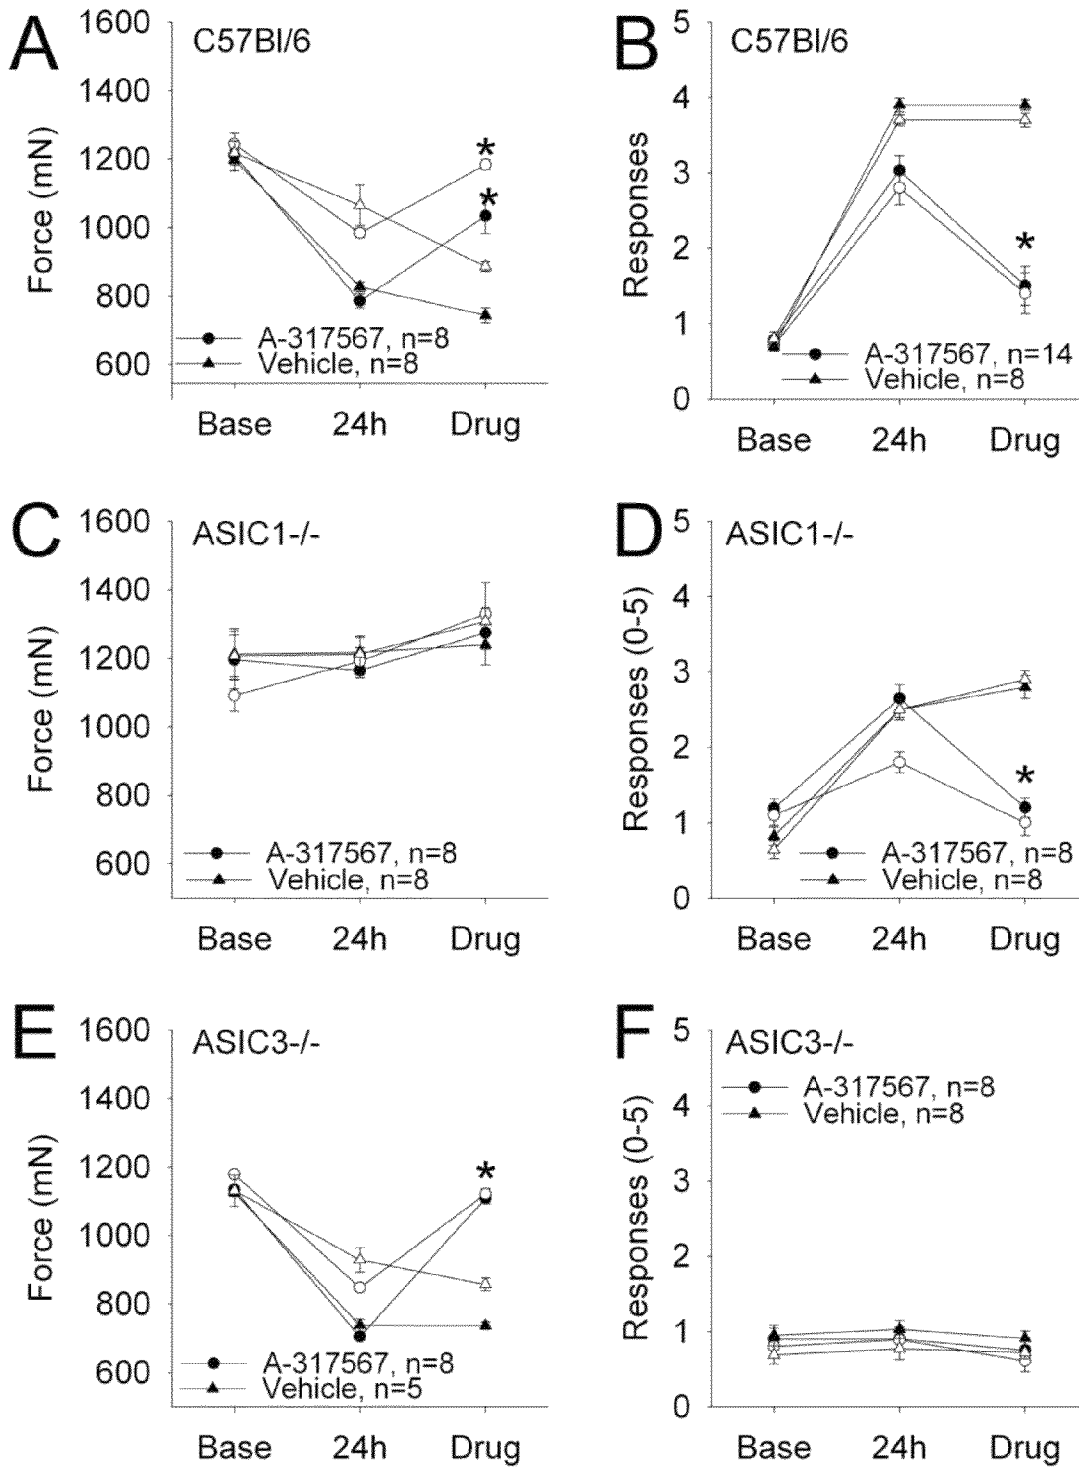 A
C57Bl/6
Force (mN)
1600
1400
1200
1000
800
600
*
*
A-317567, n=8
Vehicle, n=8
Base 24h Drug
B
C57Bl/6
Responses
5
4
3
2
1
0
*
A-317567, n=14
Vehicle, n=8
Base 24h Drug
C
ASIC1-/-
Force (mN)
1600
1400
1200
1000
800
600
A-317567, n=8
Vehicle, n=8
Base 24h Drug
D
ASIC1-/-
Responses (0-5)
5
4
3
2
1
0
*
A-317567, n=8
Vehicle, n=8
Base 24h Drug
E
ASIC3-/-
Force (mN)
1600
1400
1200
1000
800
600
*
A-317567, n=8
Vehicle, n=5
Base 24h Drug
F
ASIC3-/-
A-317567, n=8
Vehicle, n=8
Responses (0-5)
5
4
3
2
1
0
Base 24h Drug